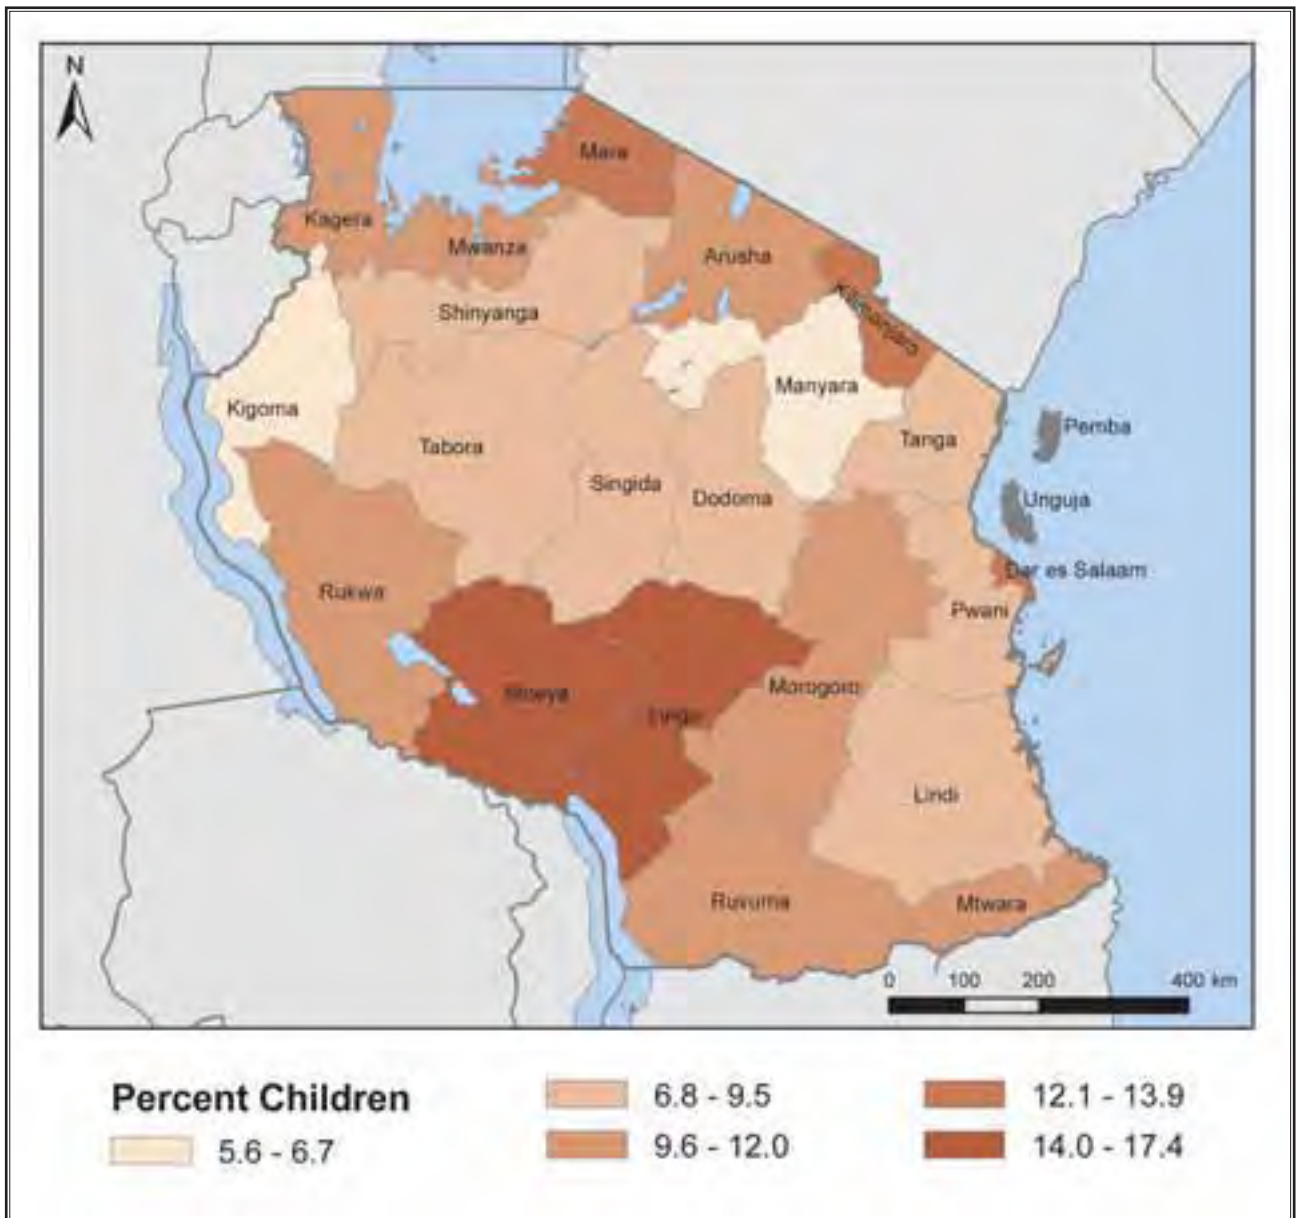 N
Mara
Kagera
Mwanza
Arusha
Shinyanga
Kilimanjaro
Manyara
Kigoma
Pemba
Tanga
Tabora
Singida
Dodoma
Unguja
Dar es Salaam
Rukwa
Pwani
Mbeya
Morogoro
Iringa
Lindi
Ruvuma
Mtwara
0 100 200 400 km
Percent Children
5.6 - 6.7
6.8 - 9.5
9.6 - 12.0
12.1 - 13.9
14.0 - 17.4